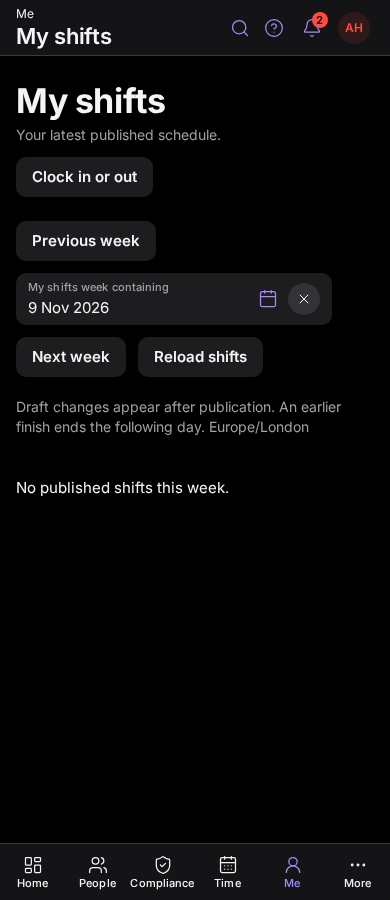 Me
My shifts
2
AH
My shifts
Your latest published schedule.
Clock in or out
Previous week
My shifts week containing
9 Nov 2026
Next week
Reload shifts
Draft changes appear after publication. An earlier
finish ends the following day. Europe/London
No published shifts this week.
Home
People
Compliance
Time
Me
More